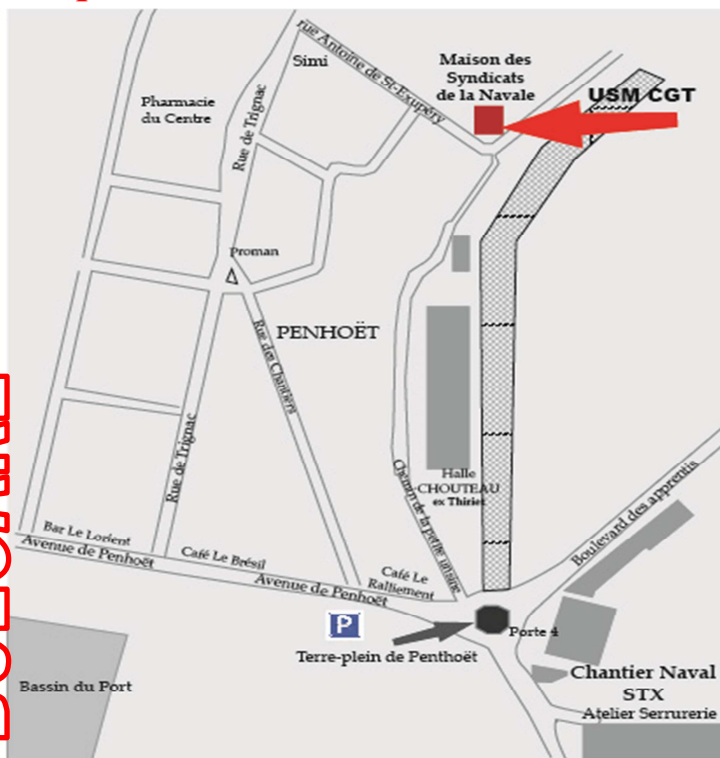 rue Antoine de St-Exupéry
Simi
Maison des
Syndicats
de la Navale
USM CGT
Pharmacie
du Centre
Rue de Trignac
Proman
PENHOËT
Rue des Chantiers
Rue de Trignac
Chemin de la petite usine
Halle
CHOUTEAU
ex Thiriet
Boulevard des apprentis
Bar Le Lorient
Avenue de Penhoët
Café Le Brésil
Avenue de Penhoët
Café Le
Ralliement
P
Porte 4
Terre-plein de Penthoët
Bassin du Port
Chantier Naval
STX
Atelier Serrurerie